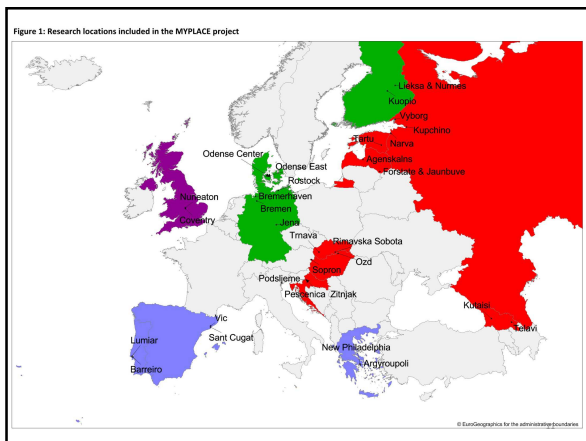 Figure 1: Research locations included in the MYPLACE project
Lieksa & Nurmes
Kuopio
Vyborg
Kupchino
Tartu
Narva
Odense Center
Odense East
Agenskalns
Rostock
Forstate & Jaunbuve
Bremerhaven
Nuneaton
Bremen
Coventry
Jena
Trnava
Rimavska Sobota
Ozd
Podsljeme
Sopron
Pescenica
Zitnjak
Kutaisi
Vic
Telavi
Lumiar
Sant Cugat
New Philadelphia
Argyroupoli
Barreiro
© EuroGeographics for the administrative boundaries